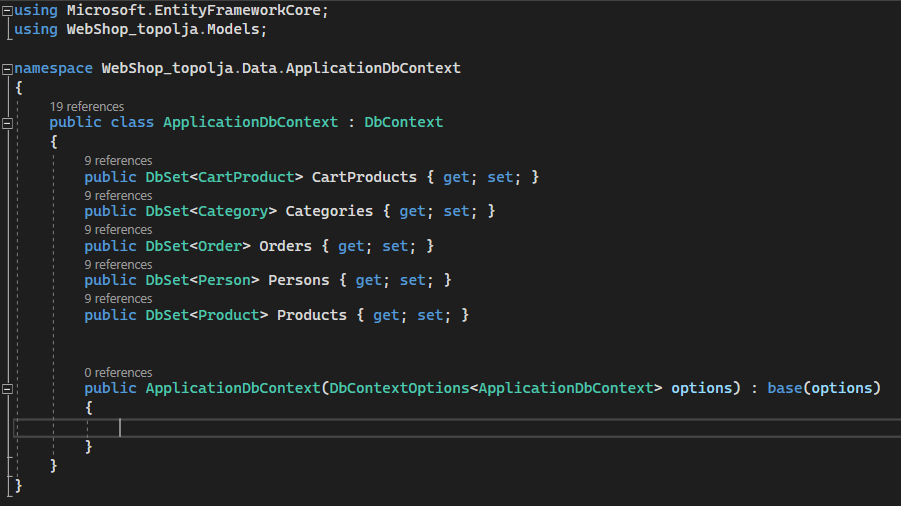 using Microsoft.EntityFrameworkCore;
using WebShop_topolja.Models;
namespace WebShop_topolja.Data.ApplicationDbContext
{
19 references
public class ApplicationDbContext : DbContext
{
9 references
public DbSet<CartProduct> CartProducts { get; set; }
9 references
public DbSet<Category> Categories { get; set; }
9 references
public DbSet<Order> Orders { get; set; }
9 references
public DbSet<Person> Persons { get; set; }
9 references
public DbSet<Product> Products { get; set; }
0 references
public ApplicationDbContext(DbContextOptions<ApplicationDbContext> options) : base(options)
{
}
}
}